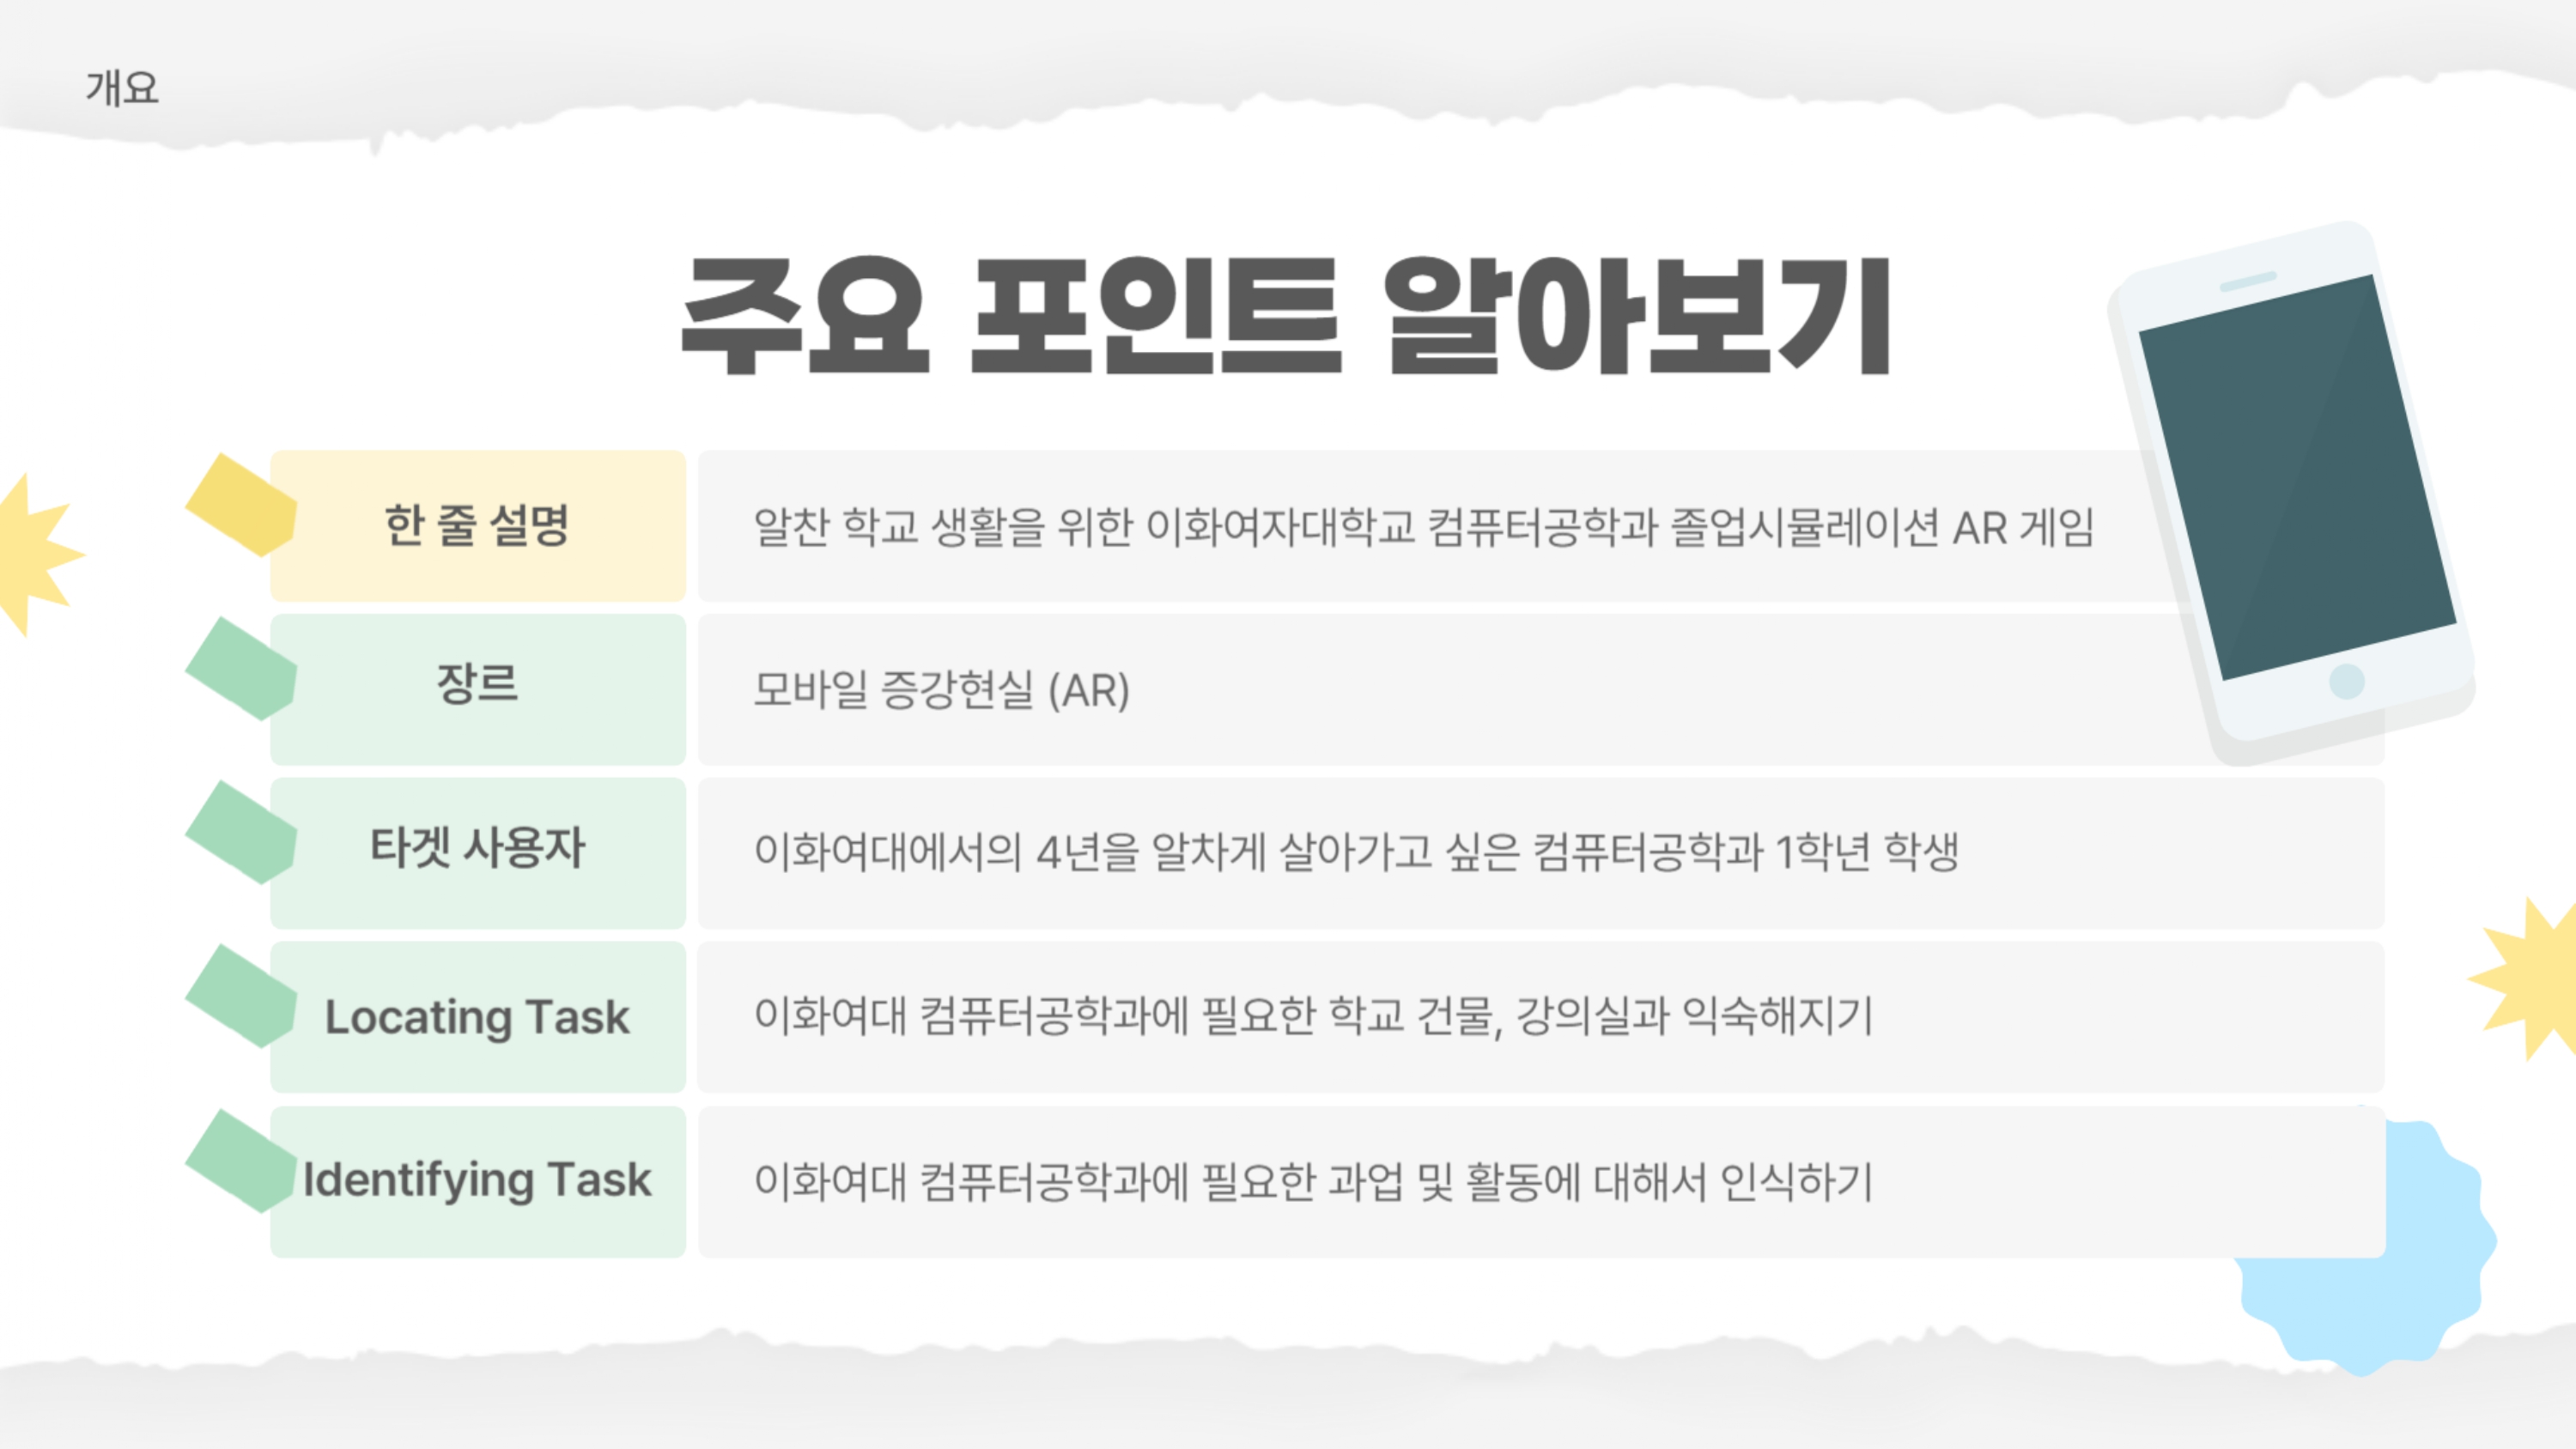 개요
주요 포인트 알아보기
한 줄 설명
알찬 학교 생활을 위한 이화여자대학교 컴퓨터공학과 졸업시뮬레이션 AR 게임
장르
모바일 증강현실 (AR)
타겟 사용자
이화여대에서의 4년을 알차게 살아가고 싶은 컴퓨터공학과 1학년 학생
Locating Task
이화여대 컴퓨터공학과에 필요한 학교 건물, 강의실과 익숙해지기
Identifying Task
이화여대 컴퓨터공학과에 필요한 과업 및 활동에 대해서 인식하기